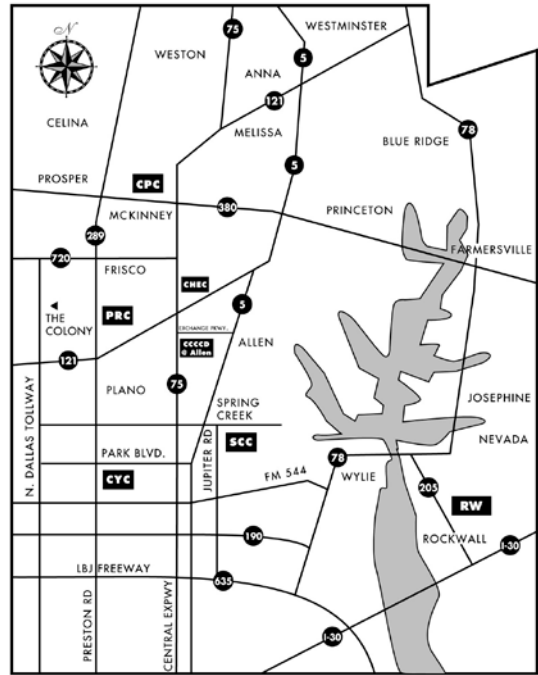 N
75
WESTMINSTER
WESTON
5
ANNA
121
CELINA
MELISSA
78
BLUE RIDGE
5
PROSPER
CPC
380
PRINCETON
MCKINNEY
289
FARMERSVILLE
720
FRISCO
CHEC
5
THE
COLONY
PRC
EXCHANGE PKWY.
CCCCD
@ Allen
ALLEN
121
75
PLANO
JOSEPHINE
SPRING
CREEK
NEVADA
N. DALLAS TOLLWAY
PARK BLVD.
JUPITER RD
SCC
78
CYC
FM 544
WYLIE
205
RW
190
ROCKWALL
I-30
LBJ FREEWAY
635
PRESTON RD
CENTRAL EXPWY
I-30